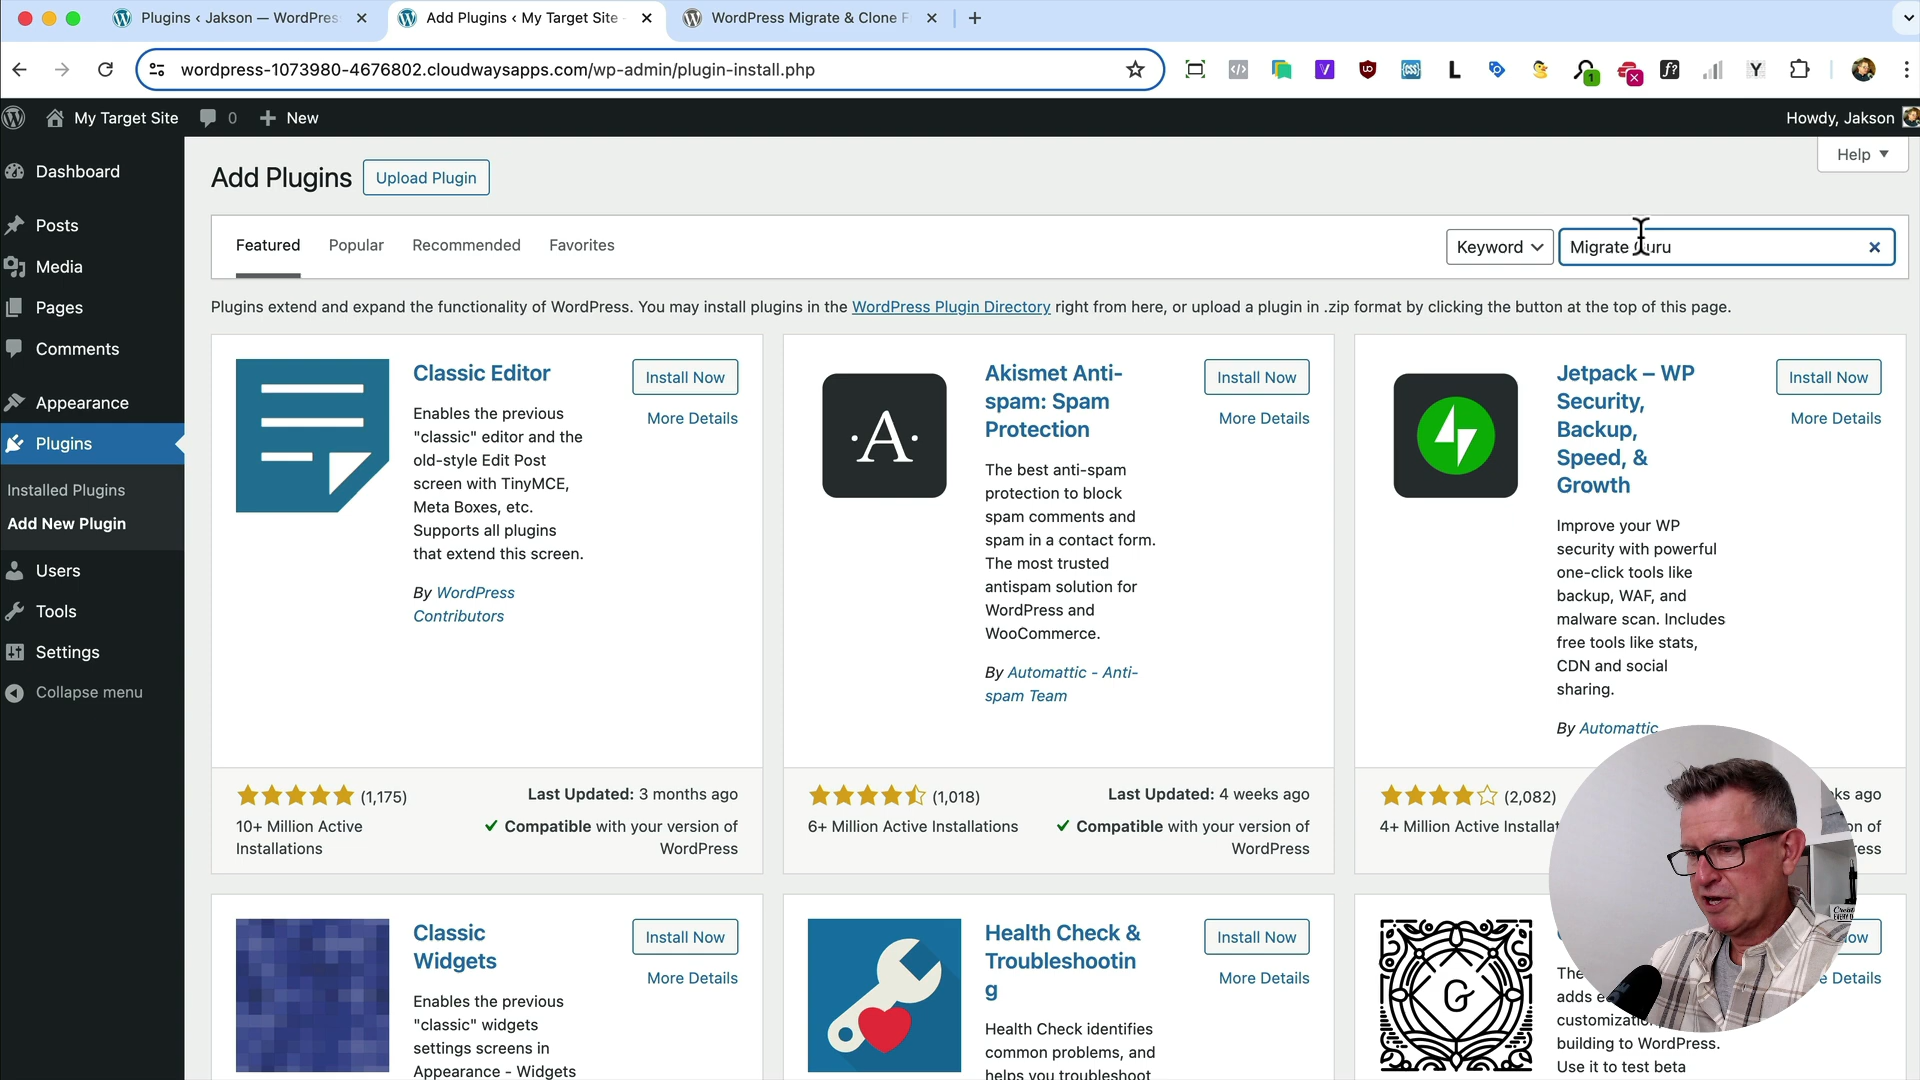 Plugins ‹ Jakson — WordPres
Add Plugins ‹ My Target Site
WordPress Migrate & Clone F
wordpress-1073980-4676802.cloudwaysapps.com/wp-admin/plugin-install.php
My Target Site
0
New
Howdy, Jakson
Dashboard
Posts
Media
Pages
Comments
Appearance
Plugins
Installed Plugins
Add New Plugin
Users
Tools
Settings
Collapse menu
Help
Add Plugins
Upload Plugin
Featured
Popular
Recommended
Favorites
Keyword
Migrate Guru
Plugins extend and expand the functionality of WordPress. You may install plugins in the WordPress Plugin Directory right from here, or upload a plugin in .zip format by clicking the button at the top of this page.
Classic Editor
Install Now
More Details
Enables the previous
"classic" editor and the
old-style Edit Post
screen with TinyMCE,
Meta Boxes, etc.
Supports all plugins
that extend this screen.
By WordPress
Contributors
(1,175)
Last Updated: 3 months ago
10+ Million Active
Installations
Compatible with your version of
WordPress
Akismet Anti-
spam: Spam
Protection
Install Now
More Details
The best anti-spam
protection to block
spam comments and
spam in a contact form.
The most trusted
antispam solution for
WordPress and
WooCommerce.
By Automattic - Anti-
spam Team
(1,018)
Last Updated: 4 weeks ago
6+ Million Active Installations
Compatible with your version of
WordPress
Jetpack – WP
Security,
Backup,
Speed, &
Growth
Install Now
More Details
Improve your WP
security with powerful
one-click tools like
backup, WAF, and
malware scan. Includes
free tools like stats,
CDN and social
sharing.
By Automattic
(2,082)
ks ago
4+ Million Active Installat
on of
ress
Classic
Widgets
Install Now
More Details
Enables the previous
"classic" widgets
settings screens in
Appearance - Widgets
Health Check &
Troubleshootin
g
Install Now
More Details
Health Check identifies
common problems, and
helps you troubleshoot
G
ow
e Details
The
adds e
customizatio
building to WordPress.
Use it to test beta